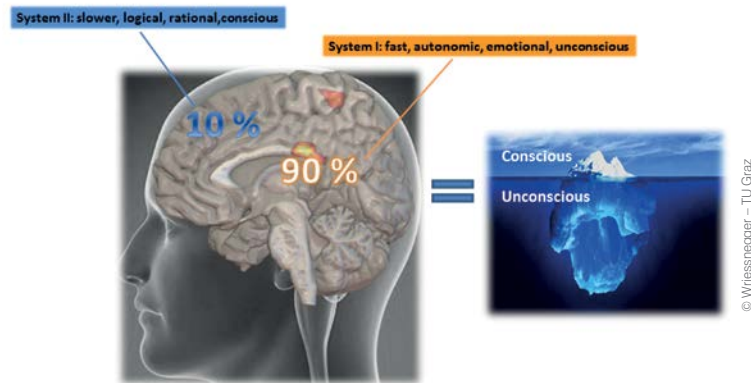 System II: slower, logical, rational,conscious
System I: fast, autonomic, emotional, unconscious
10 %
90 %
Conscious
Unconscious
© Wriessnegger – TU Graz